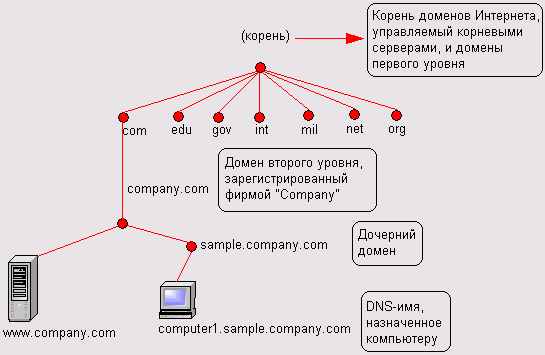 (корень)
Корень доменов Интернета,
управляемый корневыми
серверами, и домены
первого уровня
com
edu
gov
int
mil
net
org
company.com
Домен второго уровня,
зарегистрированный
фирмой "Company"
sample.company.com
Дочерний
домен
www.company.com
computer1.sample.company.com
DNS-имя,
назначенное
компьютеру